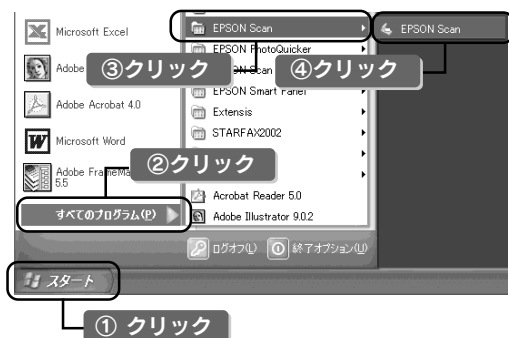 Microsoft Excel
EPSON Scan
EPSON Scan
EPSON PhotoQuicker
Adobe
③クリック
Scan
④クリック
EPSON Smart Panel
Adobe Acrobat 4.0
Extensis
STARFAX2002
Microsoft Word
②クリック
Adobe FrameMa
5.5
Acrobat Reader 5.0
すべてのプログラム(P)
Adobe Illustrator 9.0.2
ログオフ(L)
終了オプション(U)
スタート
① クリック